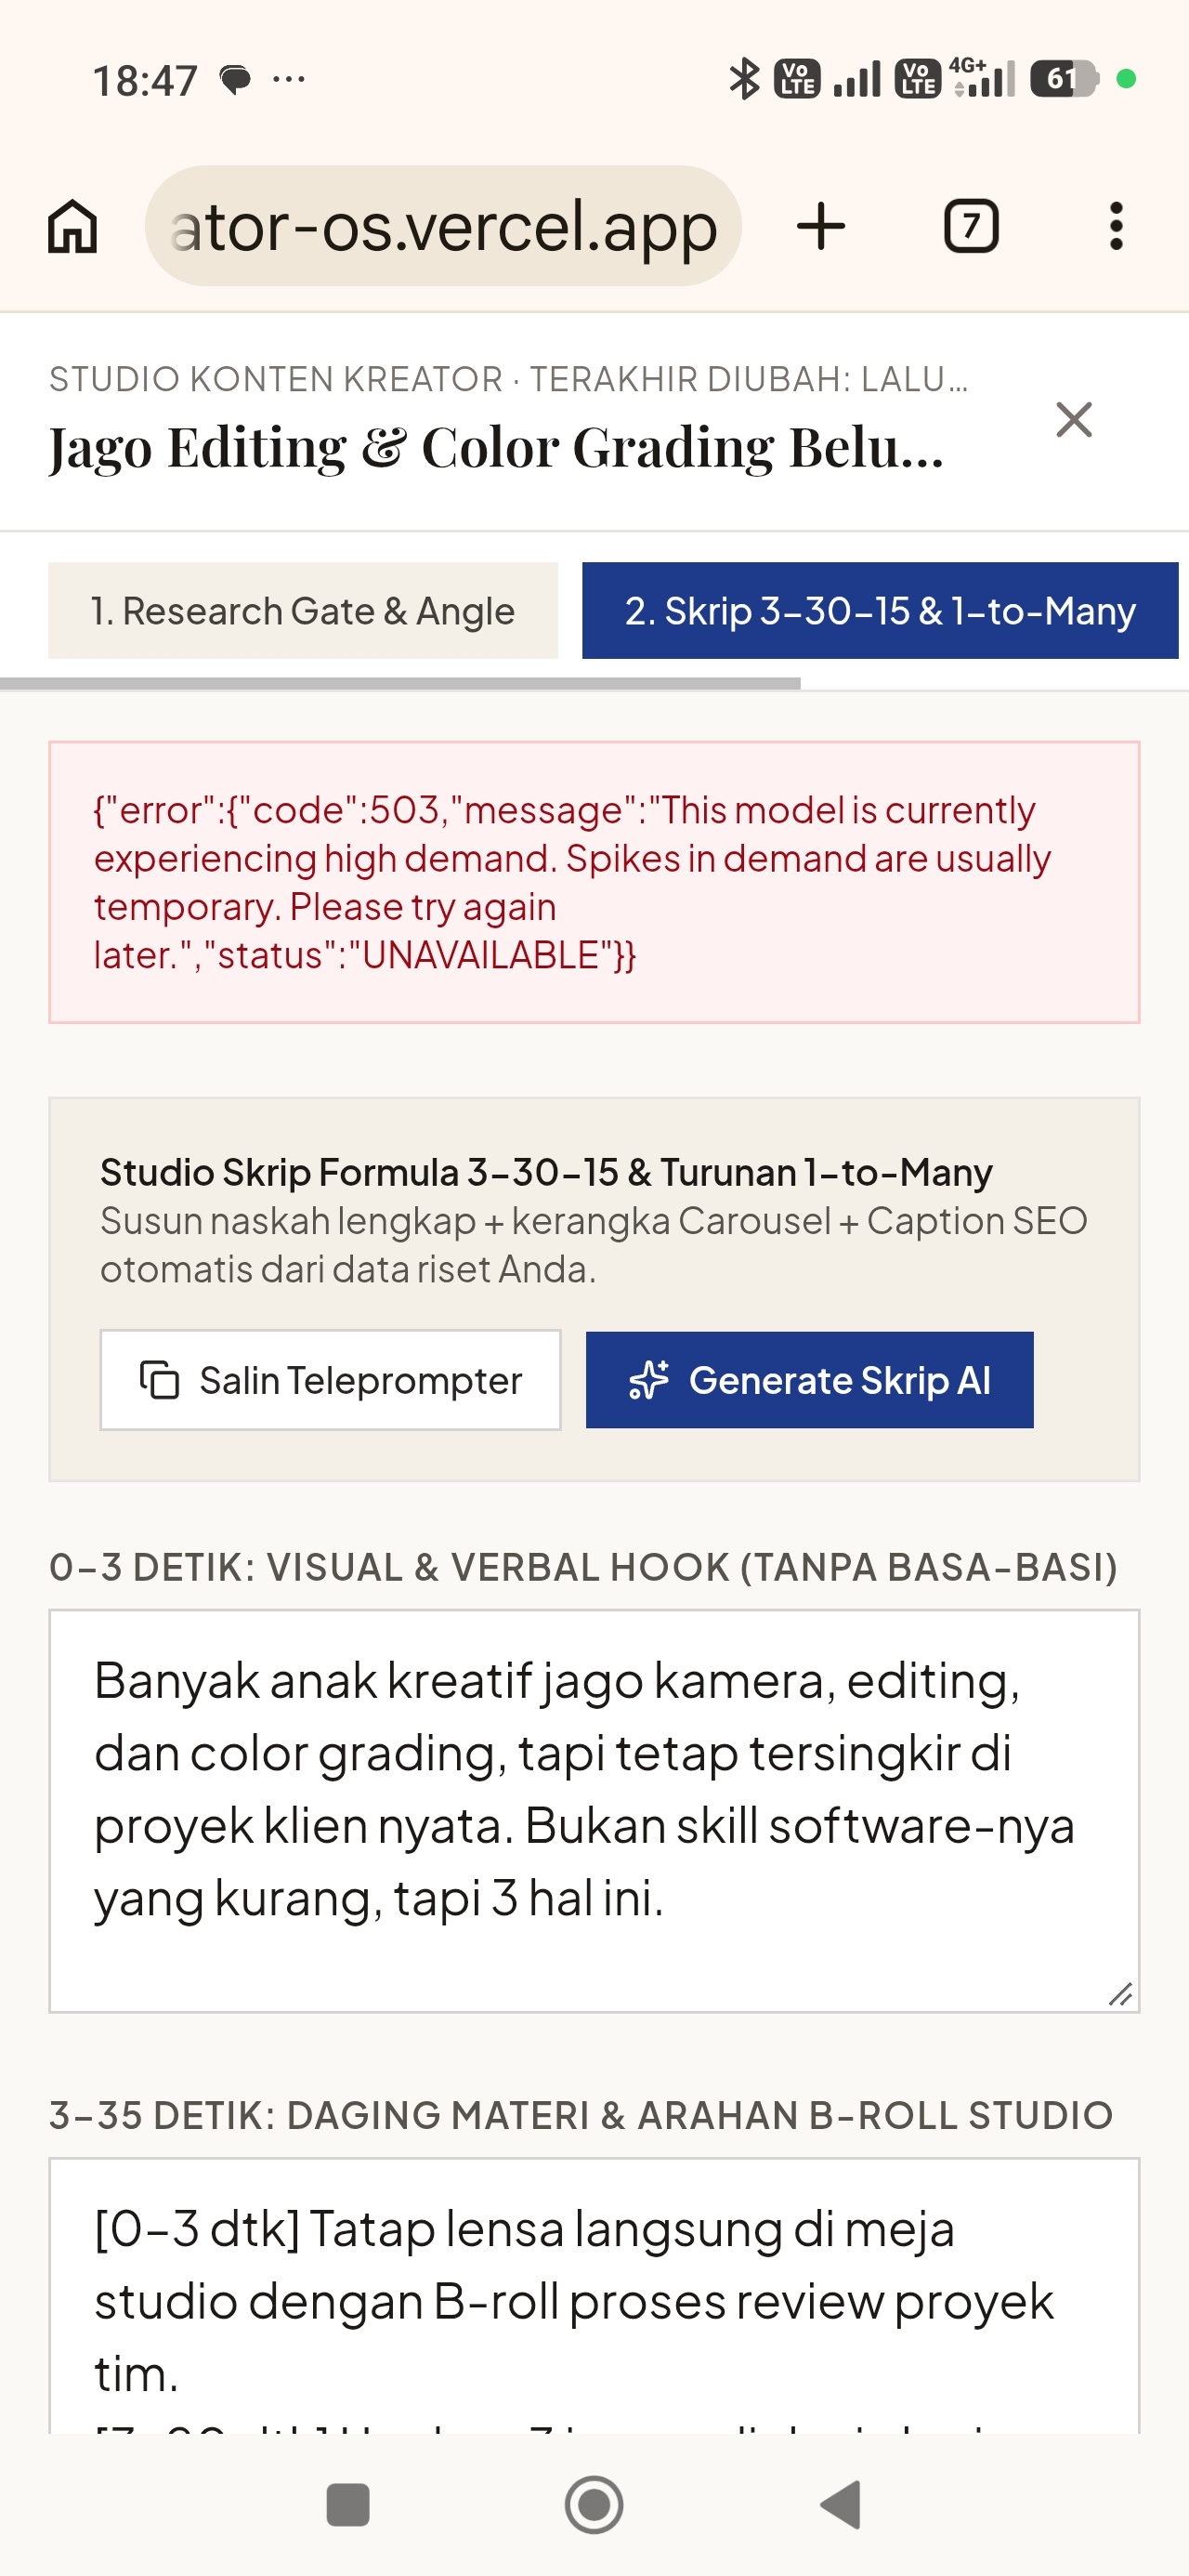 18:47 ...
Vo LTE Vo LTE 4G+ 61
ator-os.vercel.app
7
STUDIO KONTEN KREATOR · TERAKHIR DIUBAH: LALU...
Jago Editing & Color Grading Belu...
1. Research Gate & Angle
2. Skrip 3-30-15 & 1-to-Many
{"error":{"code":503,"message":"This model is currently
experiencing high demand. Spikes in demand are usually
temporary. Please try again
later.","status":"UNAVAILABLE"}}
Studio Skrip Formula 3-30-15 & Turunan 1-to-Many
Susun naskah lengkap + kerangka Carousel + Caption SEO
otomatis dari data riset Anda.
Salin Teleprompter
Generate Skrip AI
0-3 DETIK: VISUAL & VERBAL HOOK (TANPA BASA-BASI)
Banyak anak kreatif jago kamera, editing,
dan color grading, tapi tetap tersingkir di
proyek klien nyata. Bukan skill software-nya
yang kurang, tapi 3 hal ini.
3-35 DETIK: DAGING MATERI & ARAHAN B-ROLL STUDIO
[0-3 dtk] Tatap lensa langsung di meja
studio dengan B-roll proses review proyek
tim.